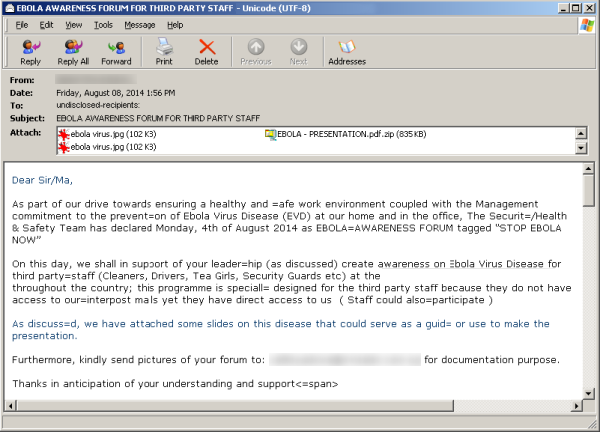 EBOLA AWARENESS FORUM FOR THIRD PARTY STAFF - Unicode (UTF-8)
File Edit View Tools Message Help
Reply Reply All Forward Print Delete Previous Next Addresses
From:
Date: Friday, August 08, 2014 1:56 PM
To: undisclosed-recipients:
Subject: EBOLA AWARENESS FORUM FOR THIRD PARTY STAFF
Attach: ebola virus.jpg (102 KB) EBOLA - PRESENTATION.pdf.zip (835 KB)
ebola virus.jpg (102 KB)
Dear Sir/Ma,
As part of our drive towards ensuring a healthy and =afe work environment coupled with the Management
commitment to the prevent=on of Ebola Virus Disease (EVD) at our home and in the office, The Securit=/Health
& Safety Team has declared Monday, 4th of August 2014 as EBOLA=AWARENESS FORUM tagged "STOP EBOLA
NOW"
On this day, we shall in support of your leader=hip (as discussed) create awareness on Ebola Virus Disease for
third party=staff (Cleaners, Drivers, Tea Girls, Security Guards etc) at the
throughout the country; this programme is speciall= designed for the third party staff because they do not have
access to our=interpost mals yet they have direct access to us ( Staff could also=participate )
As discuss=d, we have attached some slides on this disease that could serve as a guid= or use to make the
presentation.
Furthermore, kindly send pictures of your forum to: for documentation purpose.
Thanks in anticipation of your understanding and support<=span>